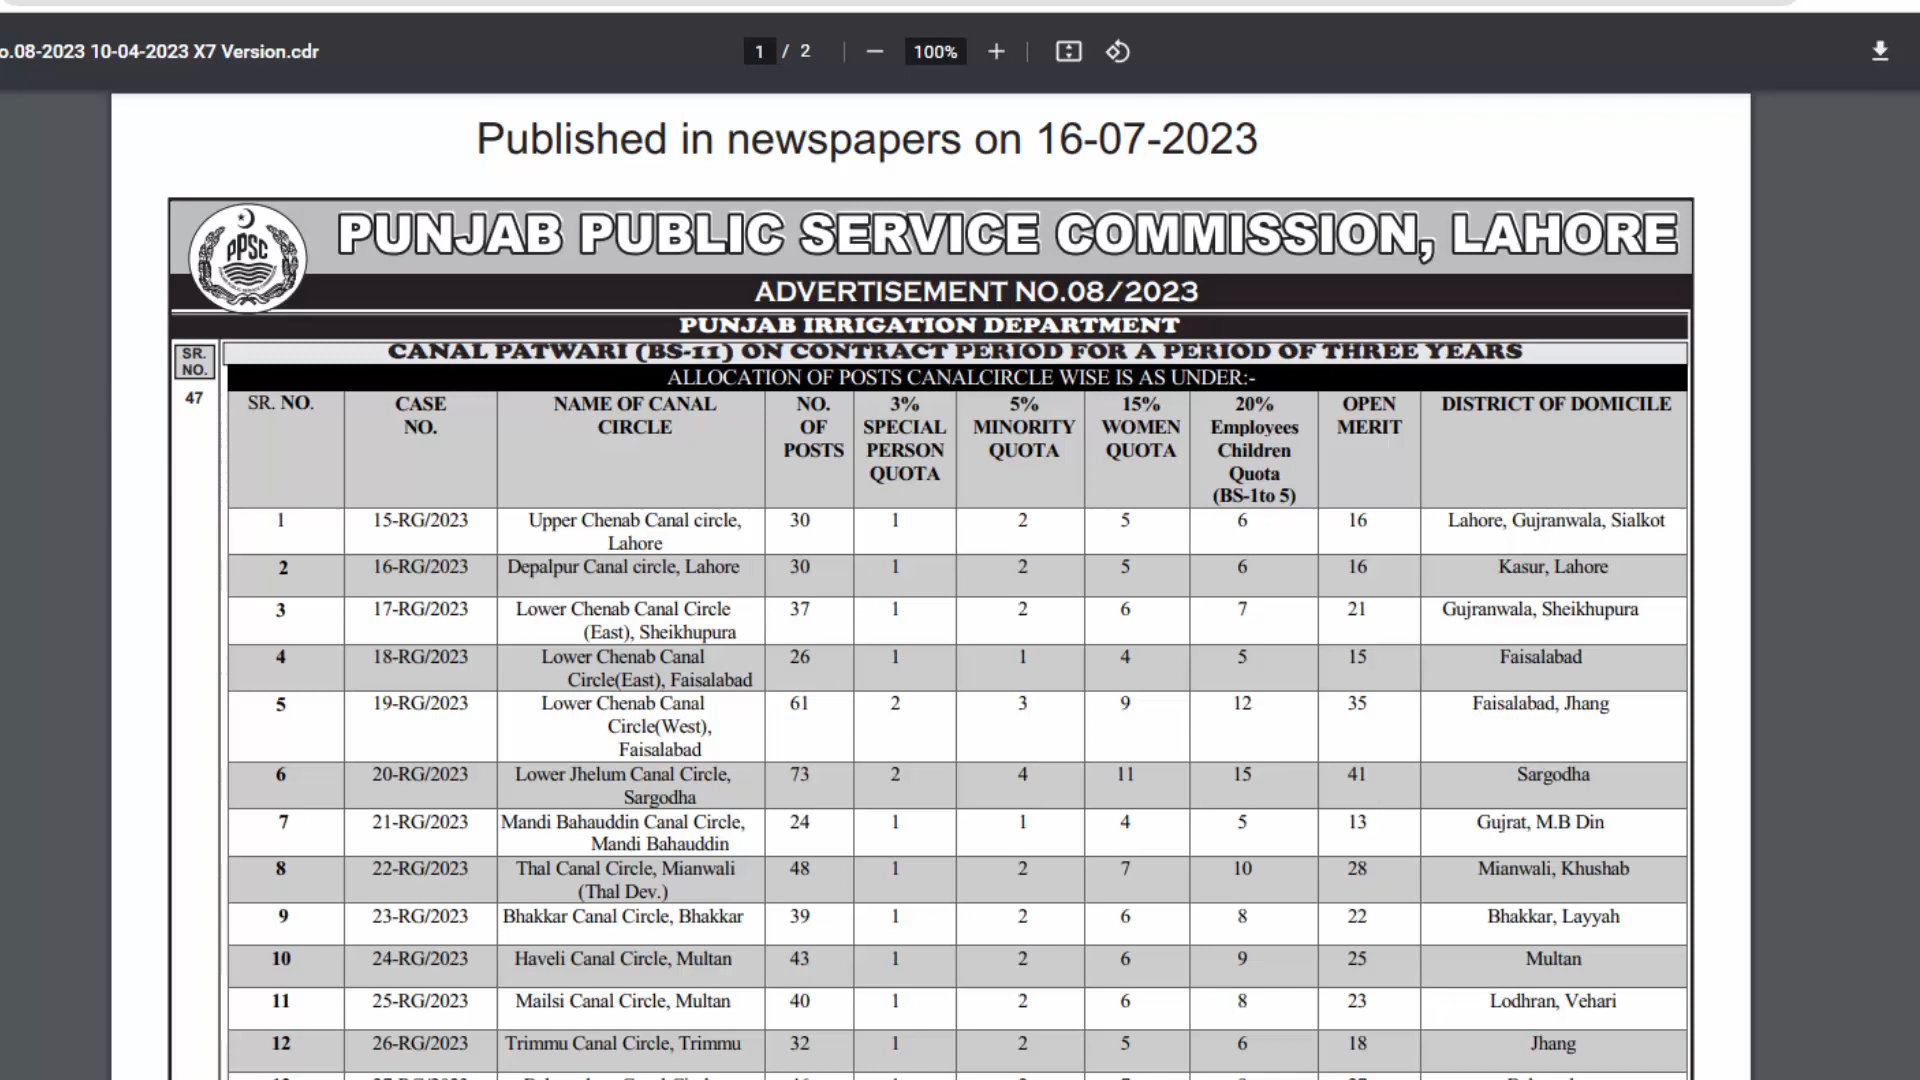 o.08-2023 10-04-2023 X7 Version.cdr
1 / 2
100%
Published in newspapers on 16-07-2023
PPSC
PUNJAB PUBLIC SERVICE COMMISSION, LAHORE
ADVERTISEMENT NO.08/2023
PUNJAB IRRIGATION DEPARTMENT
SR. NO.
CANAL PATWARI (BS-11) ON CONTRACT PERIOD FOR A PERIOD OF THREE YEARS
ALLOCATION OF POSTS CANALCIRCLE WISE IS AS UNDER:-
47
SR. NO. CASE NO. NAME OF CANAL CIRCLE NO. OF POSTS 3% SPECIAL PERSON QUOTA 5% MINORITY QUOTA 15% WOMEN QUOTA 20% Employees Children Quota (BS-1to 5) OPEN MERIT DISTRICT OF DOMICILE
1 15-RG/2023 Upper Chenab Canal circle, Lahore 30 1 2 5 6 16 Lahore, Gujranwala, Sialkot
2 16-RG/2023 Depalpur Canal circle, Lahore 30 1 2 5 6 16 Kasur, Lahore
3 17-RG/2023 Lower Chenab Canal Circle (East), Sheikhupura 37 1 2 6 7 21 Gujranwala, Sheikhupura
4 18-RG/2023 Lower Chenab Canal Circle(East), Faisalabad 26 1 1 4 5 15 Faisalabad
5 19-RG/2023 Lower Chenab Canal Circle(West), Faisalabad 61 2 3 9 12 35 Faisalabad, Jhang
6 20-RG/2023 Lower Jhelum Canal Circle, Sargodha 73 2 4 11 15 41 Sargodha
7 21-RG/2023 Mandi Bahauddin Canal Circle, Mandi Bahauddin 24 1 1 4 5 13 Gujrat, M.B Din
8 22-RG/2023 Thal Canal Circle, Mianwali (Thal Dev.) 48 1 2 7 10 28 Mianwali, Khushab
9 23-RG/2023 Bhakkar Canal Circle, Bhakkar 39 1 2 6 8 22 Bhakkar, Layyah
10 24-RG/2023 Haveli Canal Circle, Multan 43 1 2 6 9 25 Multan
11 25-RG/2023 Mailsi Canal Circle, Multan 40 1 2 6 8 23 Lodhran, Vehari
12 26-RG/2023 Trimmu Canal Circle, Trimmu 32 1 2 5 6 18 Jhang